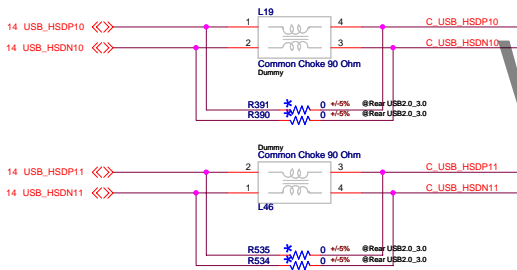 L19
14 USB_HSDP10 1 4 C_USB_HSDP10
14 USB_HSDN10 2 3 C_USB_HSDN10
Common Choke 90 Ohm
Dummy
R391 * 0 +/-5% @Rear USB2.0_3.0
R390 * 0 +/-5% @Rear USB2.0_3.0
Dummy
Common Choke 90 Ohm
14 USB_HSDP11 2 3 C_USB_HSDP11
14 USB_HSDN11 1 4 C_USB_HSDN11
L46
R535 * 0 +/-5% @Rear USB2.0_3.0
R534 * 0 +/-5% @Rear USB2.0_3.0